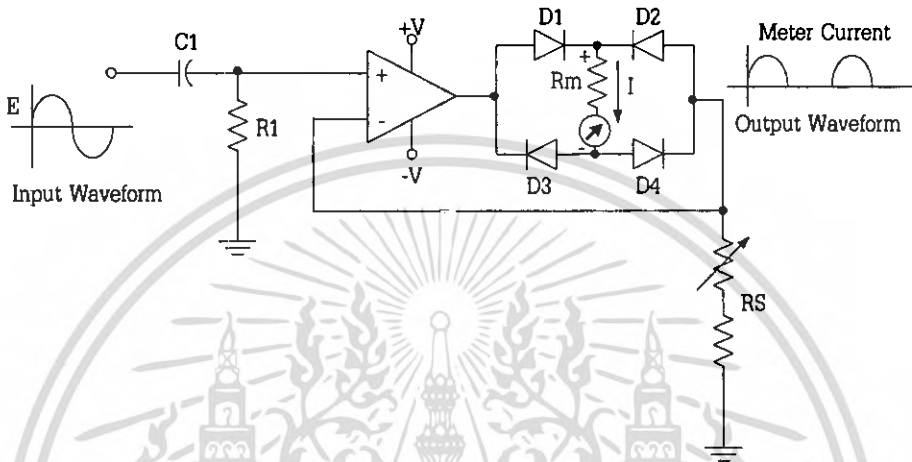 D1
D2
+V
Meter Current
C1
+
Rm
I
E
+
-
R1
-
Output Waveform
D3
D4
-V
Input Waveform
RS